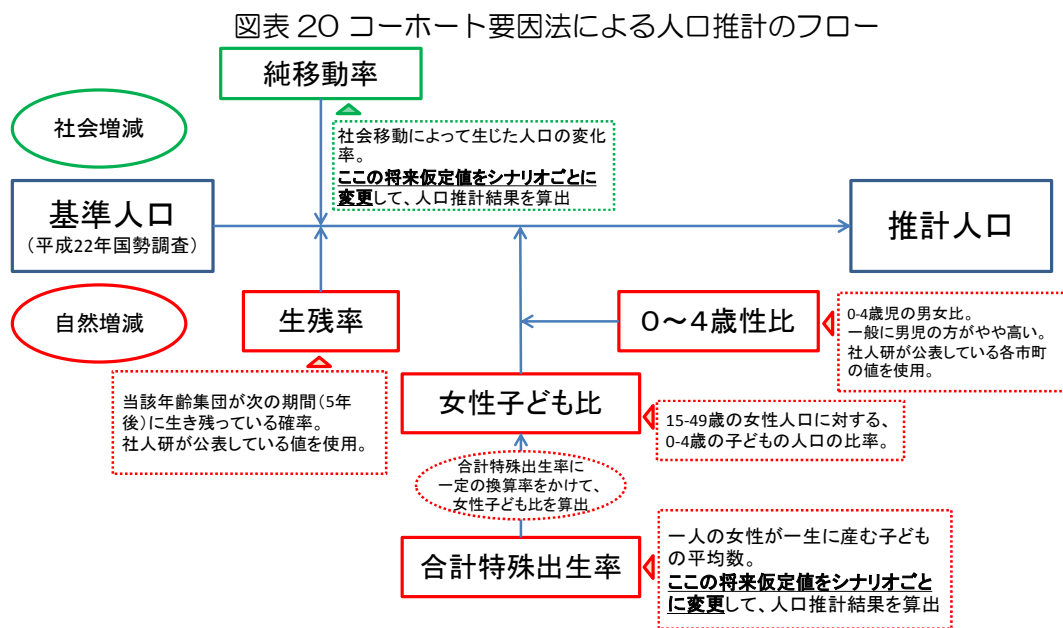 図表 20 コーホート要因法による人口推計のフロー
純移動率
社会増減
社会移動によって生じた人口の変化
率。
ここの将来仮定値をシナリオごとに
変更して、人口推計結果を算出
基準人口
（平成22年国勢調査）
推計人口
自然増減
生残率
0～4歳性比
0-4歳児の男女比。
一般に男児の方がやや高い。
社人研が公表している各市町
の値を使用。
当該年齢集団が次の期間（5年
後）に生き残っている確率。
社人研が公表している値を使用。
女性子ども比
15-49歳の女性人口に対する、
0-4歳の子どもの人口の比率。
合計特殊出生率に
一定の換算率をかけて、
女性子ども比を算出
合計特殊出生率
一人の女性が一生に産む子ども
の平均数。
ここの将来仮定値をシナリオごと
に変更して、人口推計結果を算出